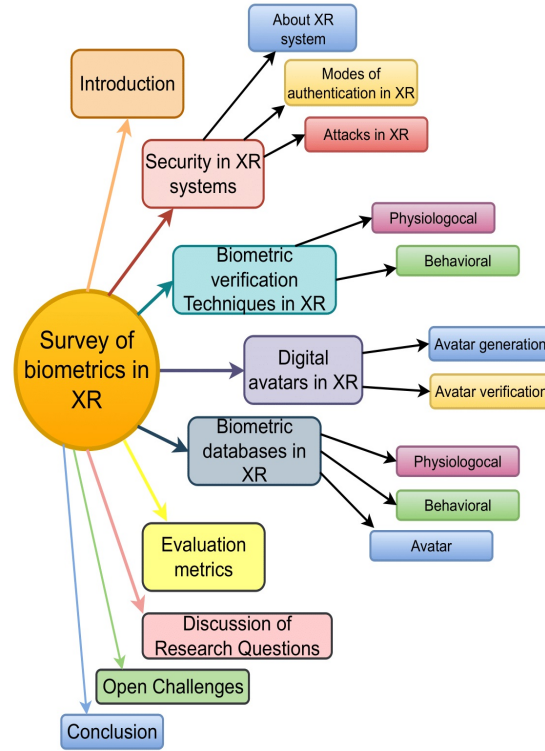 About XR
system
Introduction
Modes of
authentication in XR
Attacks in XR
Security in XR
systems
Physiologocal
Biometric
verification
Techniques in XR
Behavioral
Survey of
biometrics in
XR
Digital
avatars in XR
Avatar generation
Avatar verification
Biometric
databases in
XR
Physiologocal
Behavioral
Avatar
Evaluation
metrics
Discussion of
Research Questions
Open Challenges
Conclusion